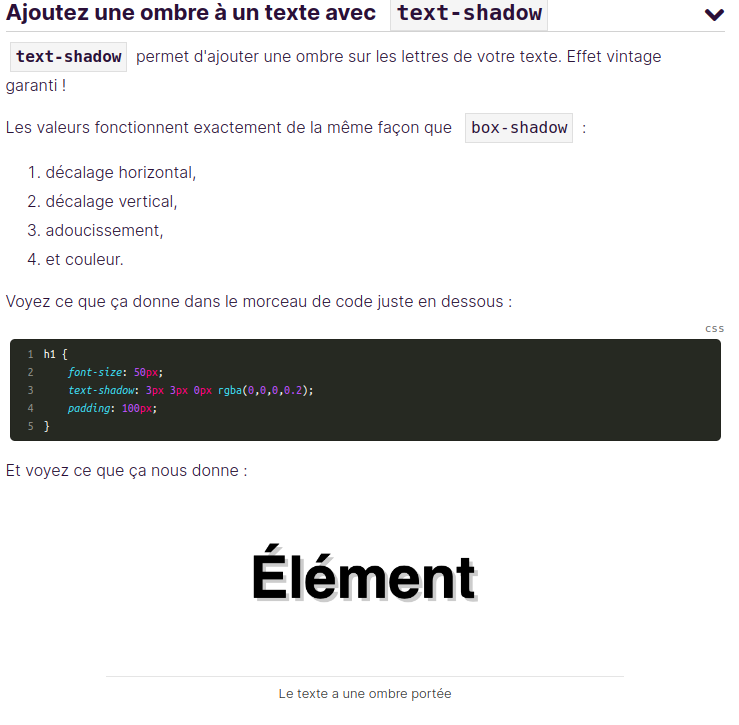 Ajoutez une ombre à un texte avec text-shadow
text-shadow permet d'ajouter une ombre sur les lettres de votre texte. Effet vintage
garanti !
Les valeurs fonctionnent exactement de la même façon que box-shadow :
1. décalage horizontal,
2. décalage vertical,
3. adoucissement,
4. et couleur.
Voyez ce que ça donne dans le morceau de code juste en dessous :
css
1 h1 {
2 font-size: 50px;
3 text-shadow: 3px 3px 0px rgba(0,0,0,0.2);
4 padding: 100px;
5 }
Et voyez ce que ça nous donne :
Élément
Le texte a une ombre portée